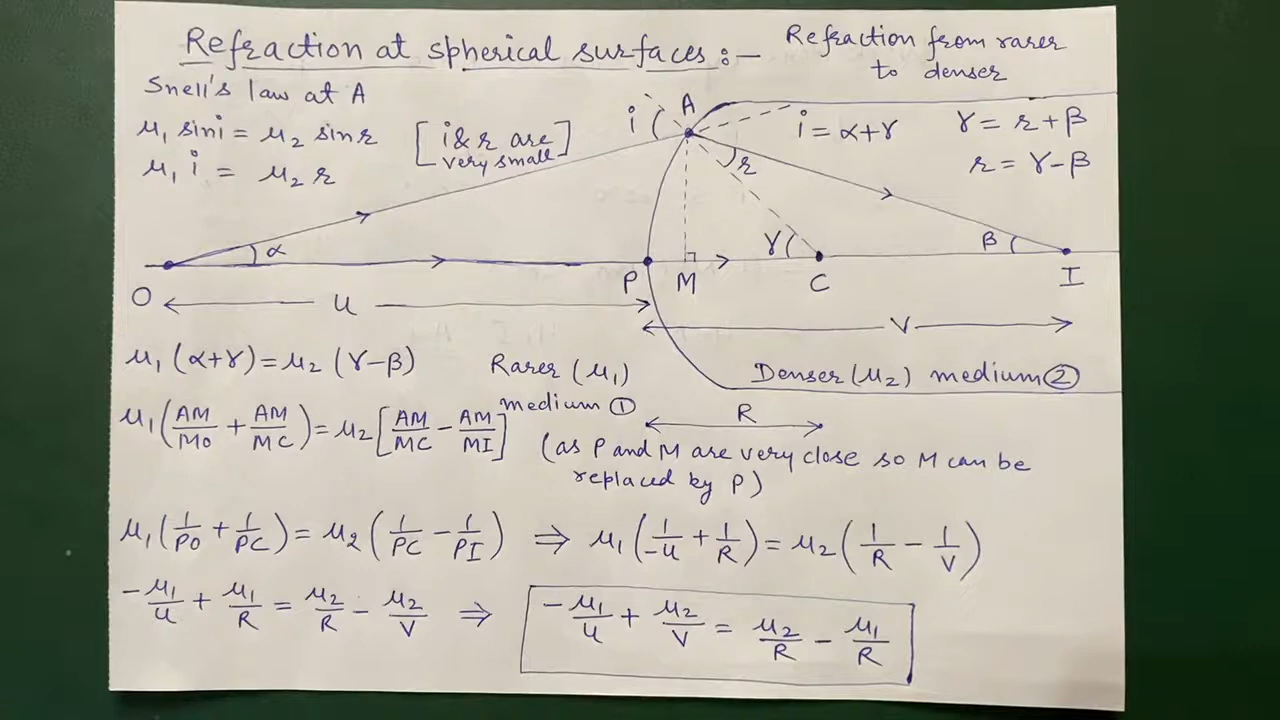 Refraction at spherical surfaces:-
Refraction from rarer
to denser
Snell's law at A
μ₁ sini = μ₂ sinr
[i & r are
very small]
μ₁ i = μ₂ r
i
A
i = α+γ
γ = r+β
r = γ-β
r
α
γ
β
O
P
M
C
I
u
v
μ₁ (α+γ) = μ₂ (γ-β)
Rarer (μ₁)
medium ①
Denser (μ₂) medium ②
R
μ₁ (AM/MO + AM/MC) = μ₂ [AM/MC - AM/MI]
(as P and M are very close so M can be
replaced by P)
μ₁ (1/PO + 1/PC) = μ₂ (1/PC - 1/PI) ⇒ μ₁ (1/-u + 1/R) = μ₂ (1/R - 1/v)
-μ₁/u + μ₁/R = μ₂/R - μ₂/v ⇒ -μ₁/u + μ₂/v = μ₂/R - μ₁/R